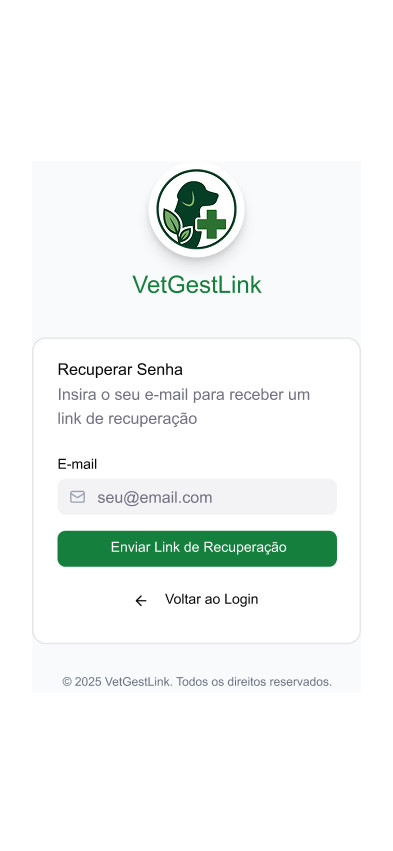 VetGestLink
Recuperar Senha
Insira o seu e-mail para receber um
link de recuperação
E-mail
seu@email.com
Enviar Link de Recuperação
Voltar ao Login
© 2025 VetGestLink. Todos os direitos reservados.